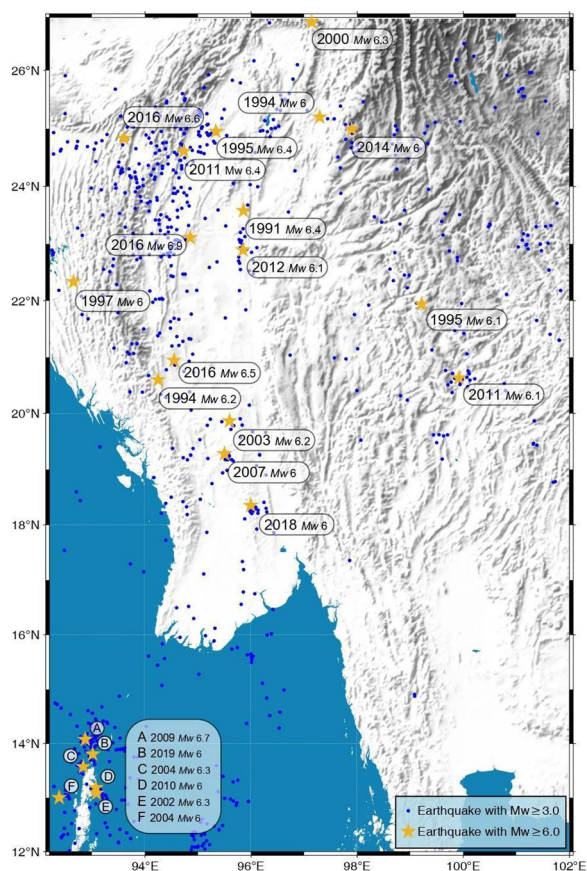 26°N
24°N
22°N
20°N
18°N
16°N
14°N
12°N
94°E
96°E
98°E
100°E
102°E
2000 Mw 6.3
1994 Mw 6
2016 Mw 6.6
1995 Mw 6.4
2014 Mw 6
2011 Mw 6.4
1991 Mw 6.4
2016 Mw 6.9
2012 Mw 6.1
1997 Mw 6
1995 Mw 6.1
2016 Mw 6.5
1994 Mw 6.2
2011 Mw 6.1
2003 Mw 6.2
2007 Mw 6
2018 Mw 6
A
B
C
D
F
E
A 2009 Mw 6.7
B 2019 Mw 6
C 2004 Mw 6.3
D 2010 Mw 6
E 2002 Mw 6.3
F 2004 Mw 6
Earthquake with Mw≥3.0
Earthquake with Mw≥6.0